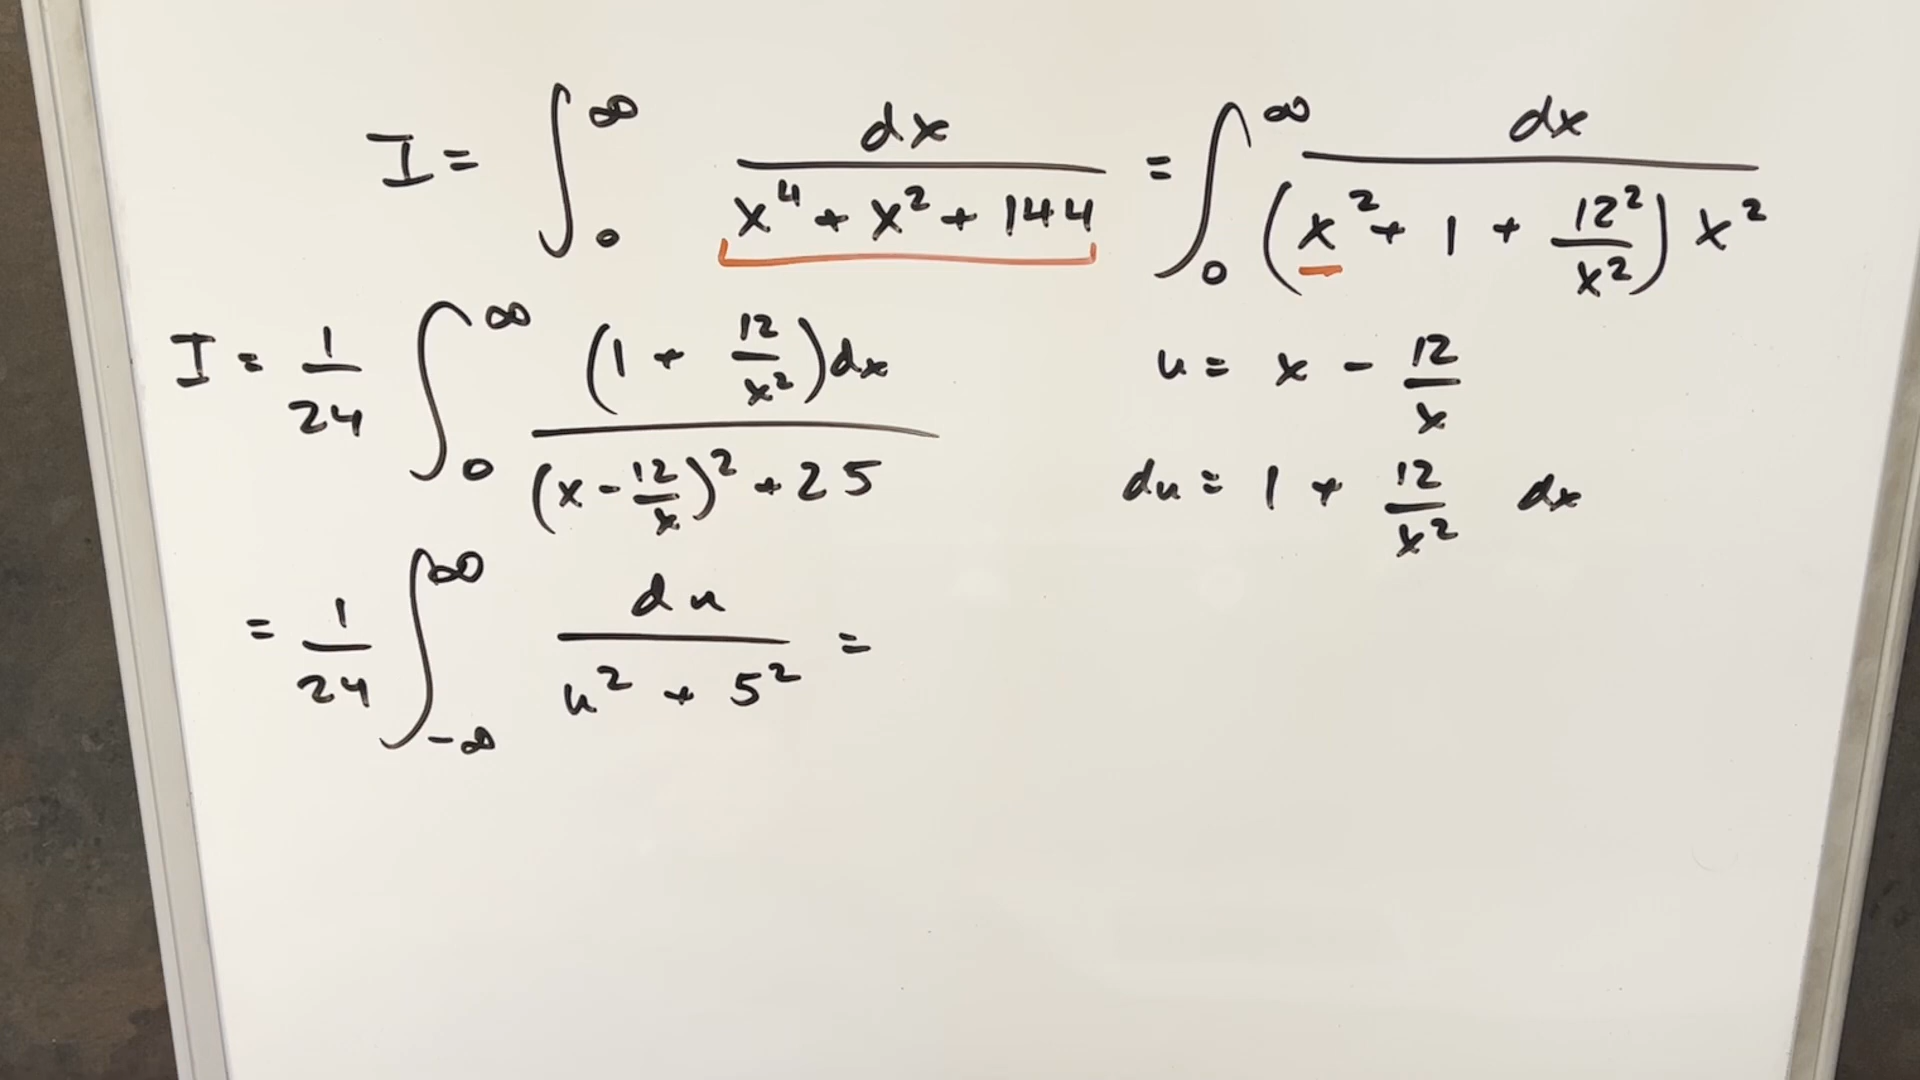 I = ∫₀^∞ dx / (x⁴ + x² + 144) = ∫₀^∞ dx / ((x² + 1 + 12²/x²) x²)
I = 1/24 ∫₀^∞ (1 + 12/x²)dx / ((x - 12/x)² + 25)
u = x - 12/x
du = 1 + 12/x² dx
= 1/24 ∫_{-∞}^∞ du / (u² + 5²) =